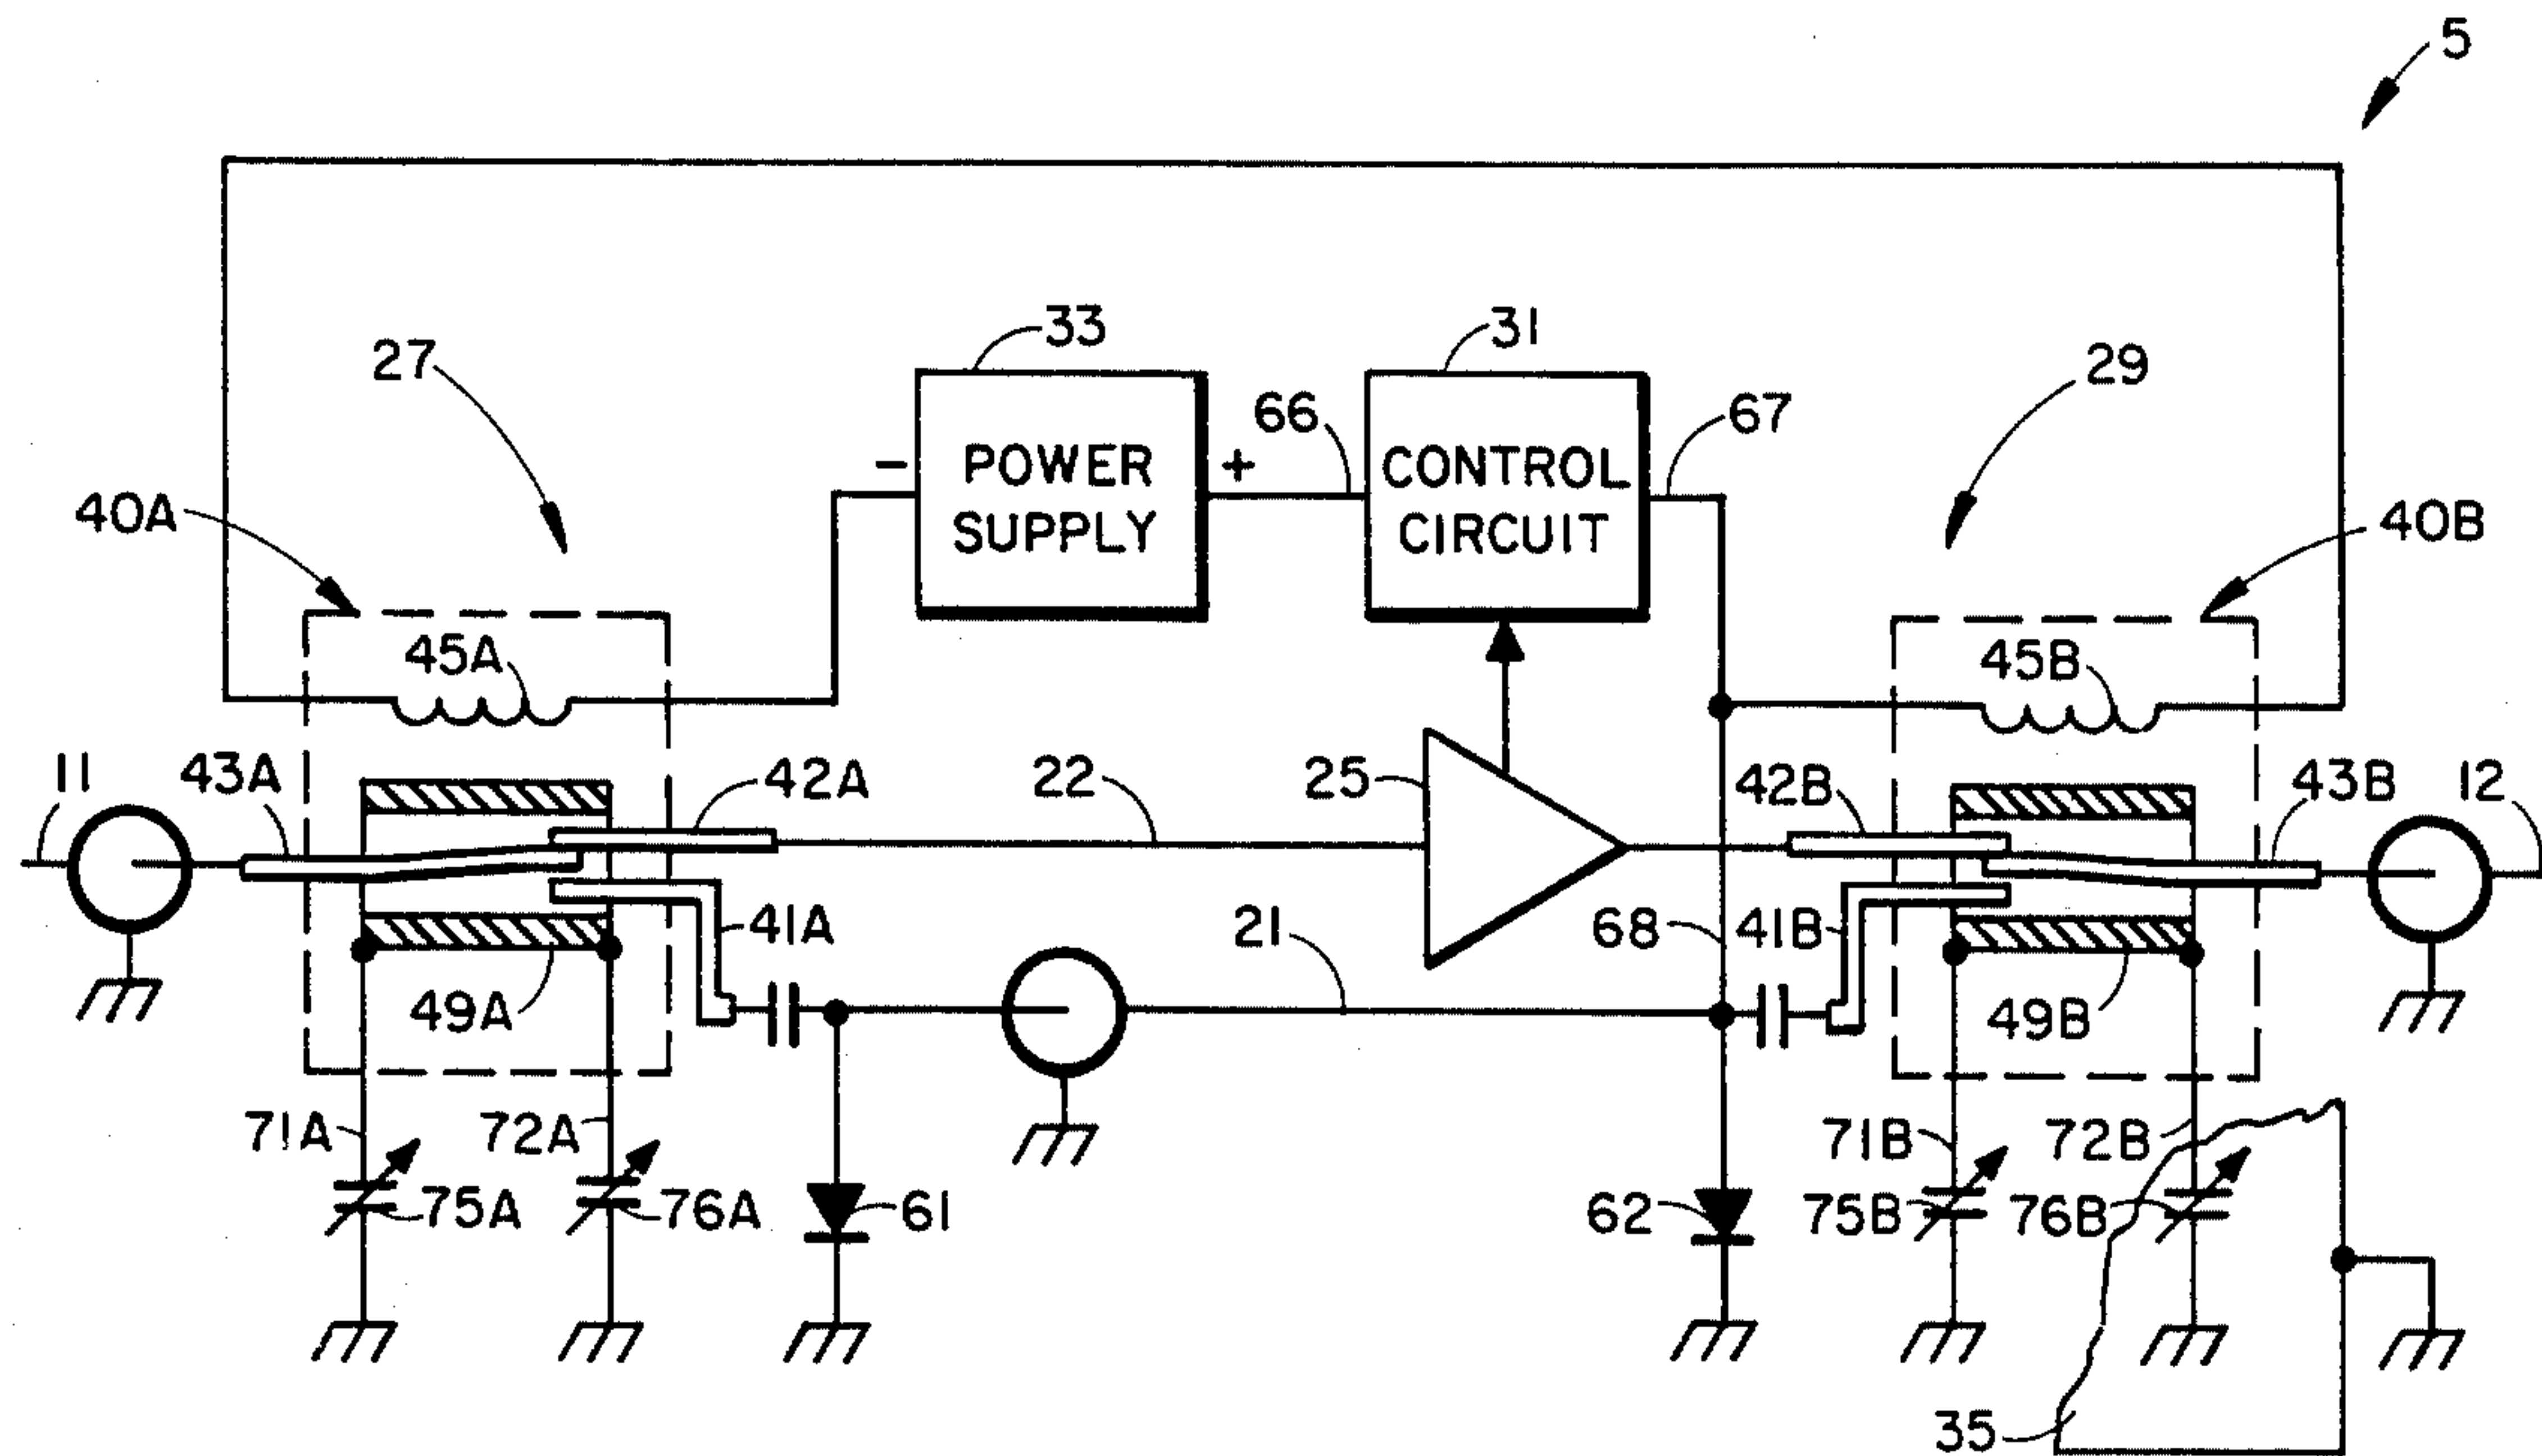 5
33
31
27
29
66
67
- POWER SUPPLY +
CONTROL CIRCUIT
40A
40B
45A
45B
11
43A
42A
22
25
42B
43B
12
41A
21
68
41B
49A
49B
71A
72A
71B
72B
75A
76A
61
62
75B
76B
35